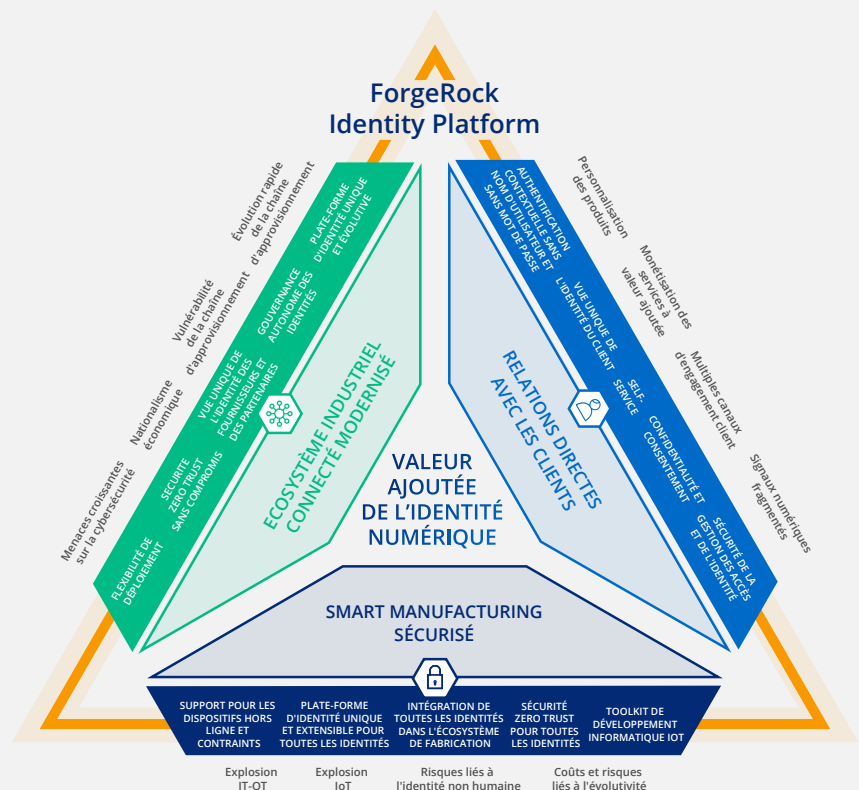 ForgeRock
Identity Platform
Évolution rapide
de la chaîne
d'approvisionnement
Vulnérabilité
de la chaîne
d'approvisionnement
Nationalisme
économique
Menaces croissantes
sur la cybersécurité
PLATE-FORME
D'IDENTITÉ UNIQUE
ET ÉVOLUTIVE
GOUVERNANCE
AUTONOME DES
IDENTITÉS
VUE UNIQUE DE
L'IDENTITÉ DES
FOURNISSEURS ET
DES PARTENAIRES
SÉCURITÉ
ZERO TRUST
SANS COMPROMIS
FLEXIBILITÉ DE
DÉPLOIEMENT
ECOSYSTÈME INDUSTRIEL
CONNECTÉ MODERNISÉ
AUTHENTIFICATION
CONTEXTUELLE SANS
NOM D'UTILISATEUR ET
SANS MOT DE PASSE
VUE UNIQUE DE
L'IDENTITÉ DU CLIENT
SELF-
SERVICE
CONFIDENTIALITÉ ET
CONSENTEMENT
SÉCURITÉ DE LA
GESTION DES ACCÈS
ET DE L'IDENTITÉ
RELATIONS DIRECTES
AVEC LES CLIENTS
Personnalisation
des produits
Monétisation des
services à
valeur ajoutée
Multiples canaux
d'engagement client
Signaux numériques
fragmentés
VALEUR
AJOUTÉE
DE L'IDENTITÉ
NUMÉRIQUE
SMART MANUFACTURING
SÉCURISÉ
SUPPORT POUR LES
DISPOSITIFS HORS
LIGNE ET
CONTRAINTS
PLATE-FORME
D'IDENTITÉ UNIQUE
ET EXTENSIBLE POUR
TOUTES LES IDENTITÉS
INTÉGRATION DE
TOUTES LES IDENTITÉS
DANS L'ÉCOSYSTÈME
DE FABRICATION
SÉCURITÉ
ZERO TRUST
POUR TOUTES
LES IDENTITÉS
TOOLKIT DE
DÉVELOPPEMENT
INFORMATIQUE IOT
Explosion
IT-OT
Explosion
IoT
Risques liés à
l'identité non humaine
Coûts et risques
liés à l'évolutivité